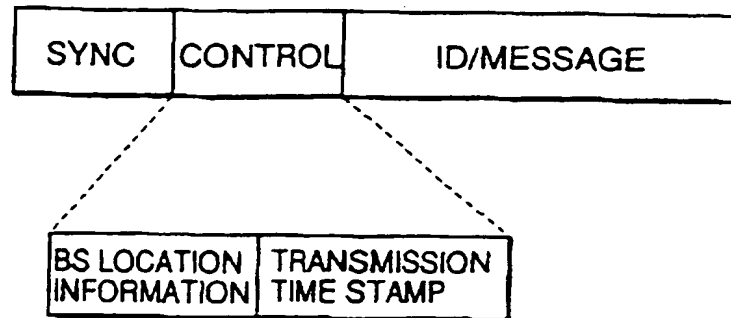 SYNC CONTROL ID/MESSAGE
BS LOCATION INFORMATION
TRANSMISSION TIME STAMP